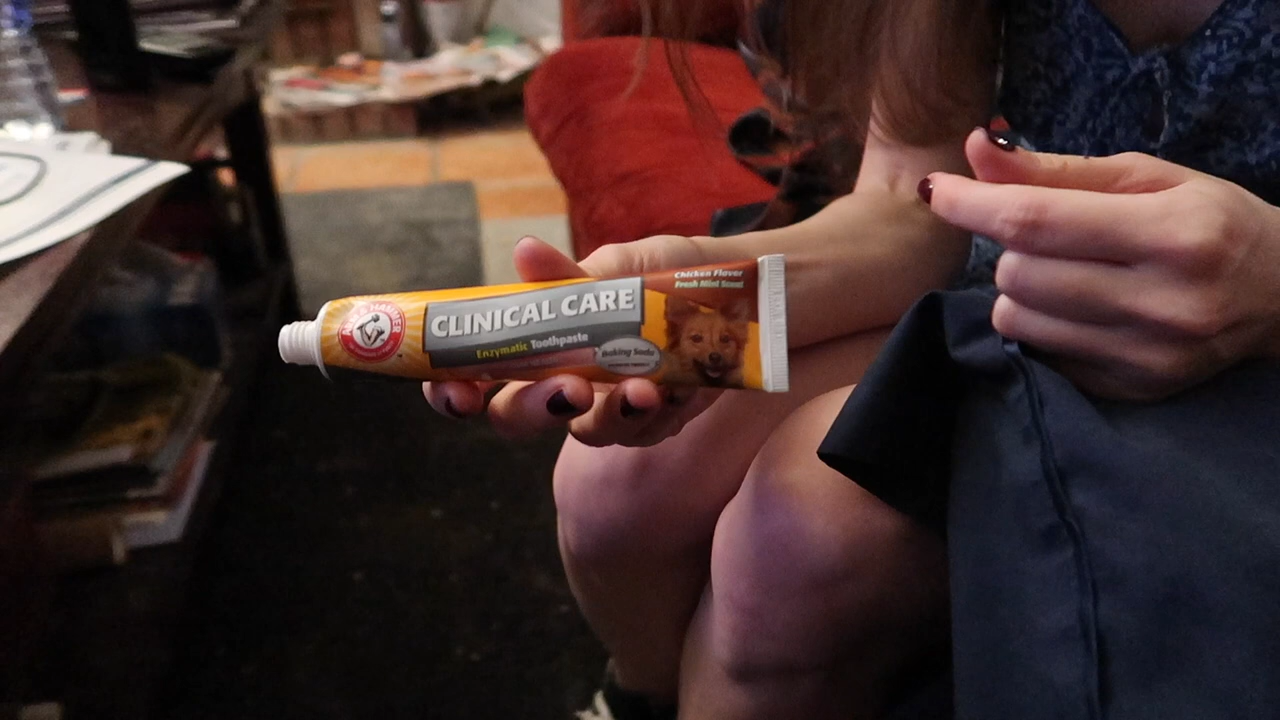 ARM & HAMMER
CLINICAL CARE
Enzymatic Toothpaste
Baking Soda
Chicken Flavor
Fresh Mint Scent